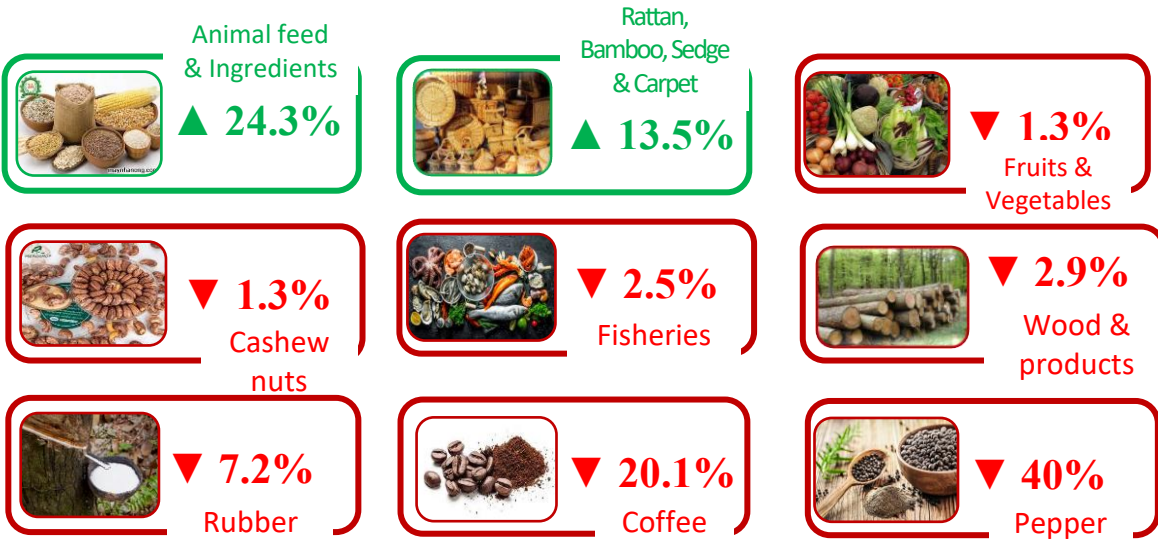 Animal feed
& Ingredients
▲ 24.3%
Rattan,
Bamboo, Sedge
& Carpet
▲ 13.5%
▼ 1.3%
Fruits &
Vegetables
▼ 1.3%
Cashew
nuts
▼ 2.5%
Fisheries
▼ 2.9%
Wood &
products
▼ 7.2%
Rubber
▼ 20.1%
Coffee
▼ 40%
Pepper